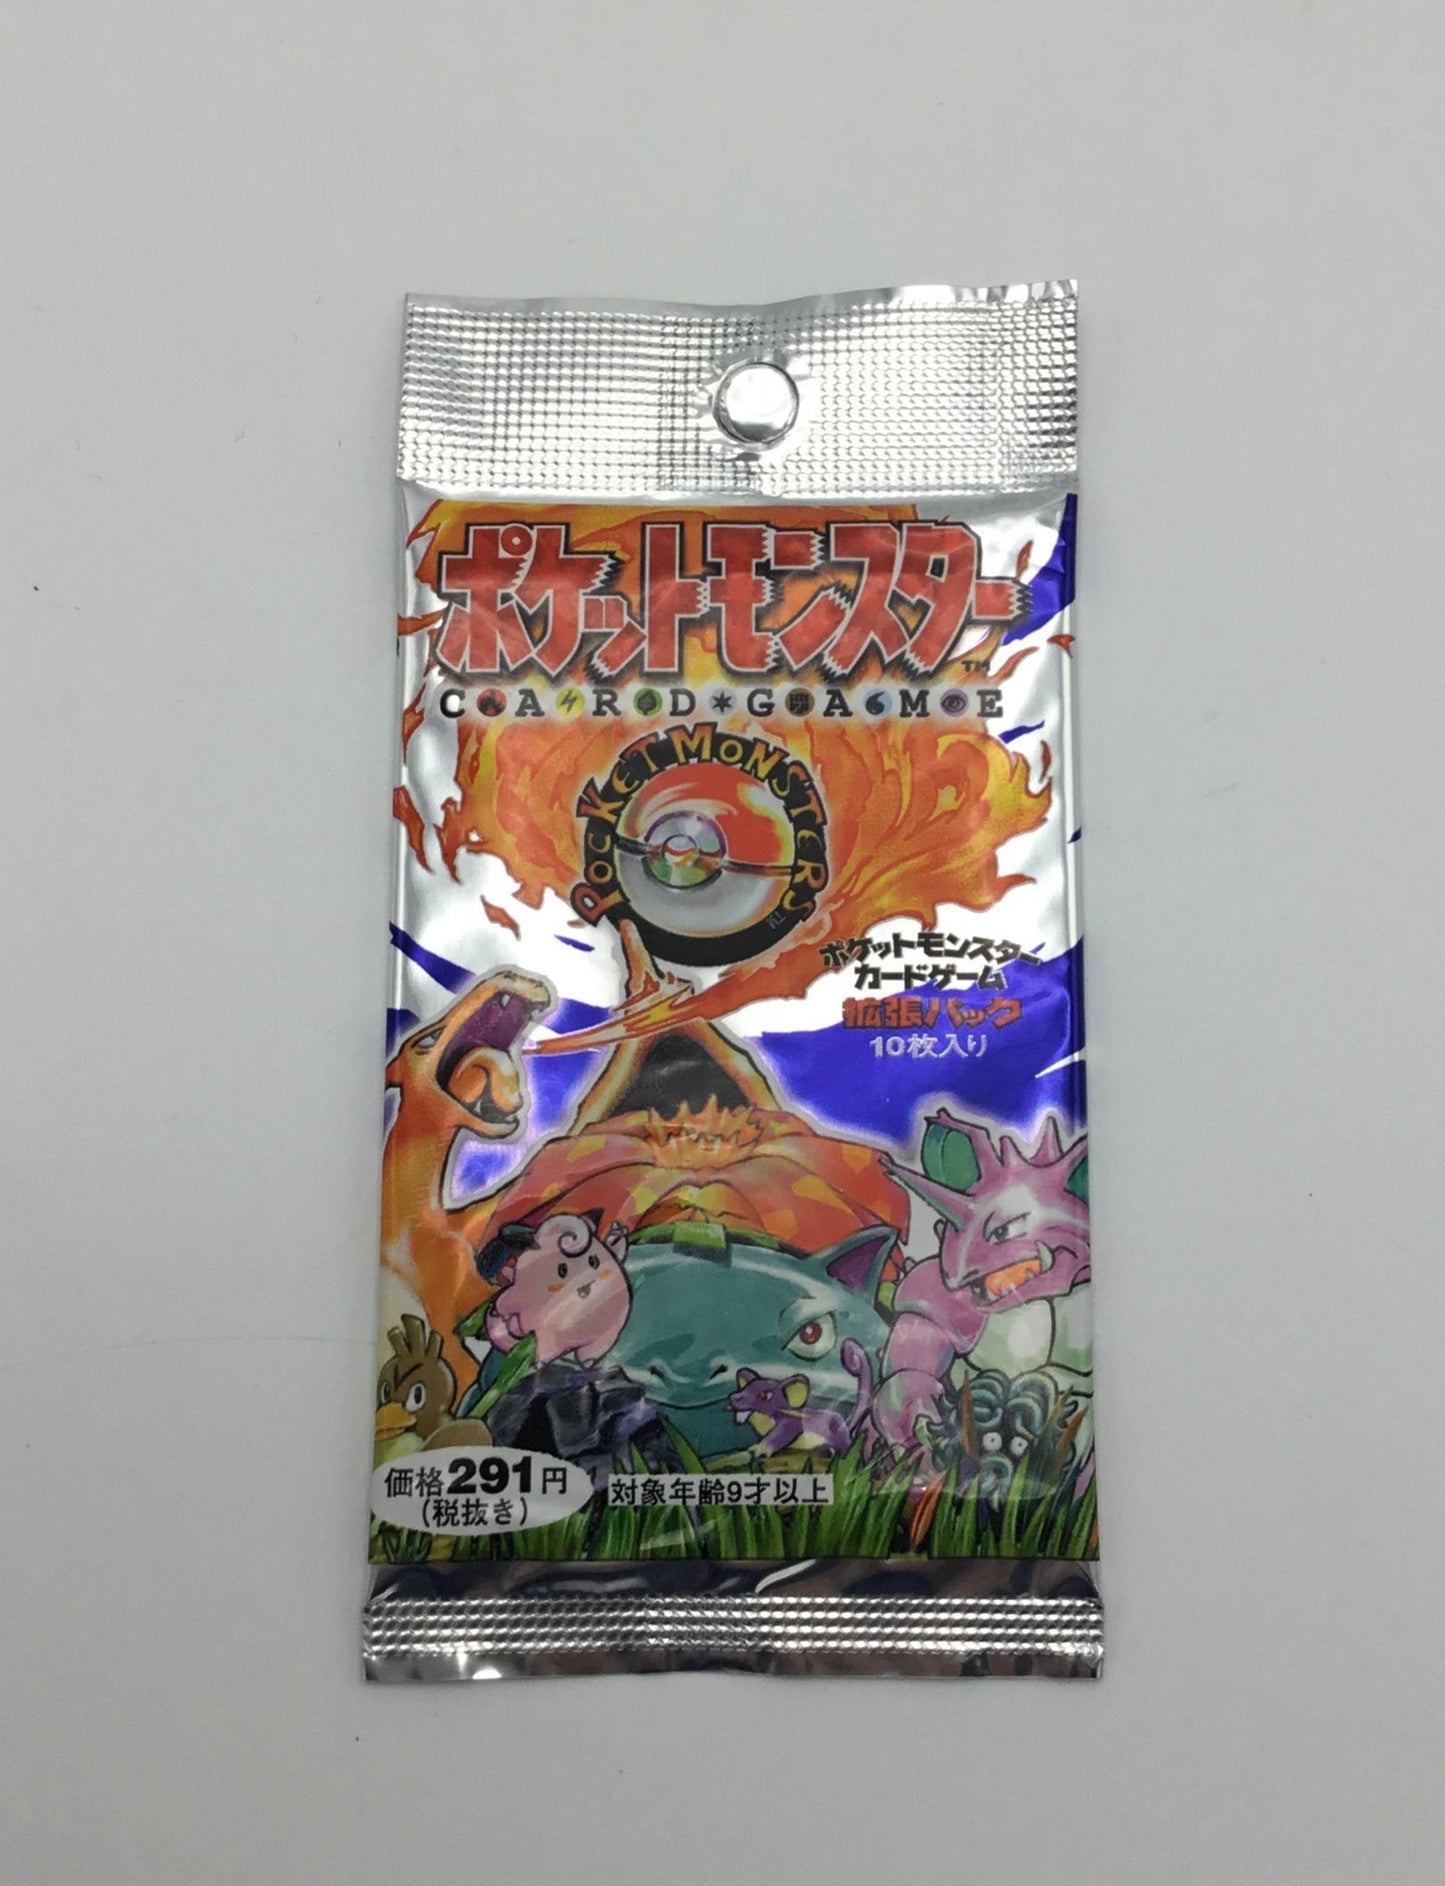 ポケットモンスター
TM
CARD*GAME
POCKET MONSTERS
TM
ポケットモンスター
カードゲーム
拡張パック
10枚入り
価格291円
(税抜き)
対象年齢9才以上